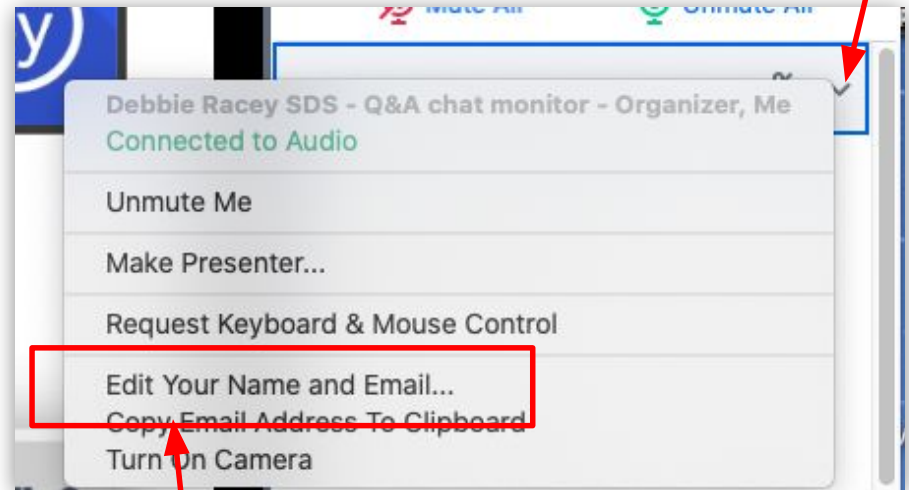 y
Mute All Unmute All
Debbie Racey SDS - Q&A chat monitor - Organizer, Me
Connected to Audio
Unmute Me
Make Presenter...
Request Keyboard & Mouse Control
Edit Your Name and Email...
Copy Email Address To Clipboard
Turn On Camera